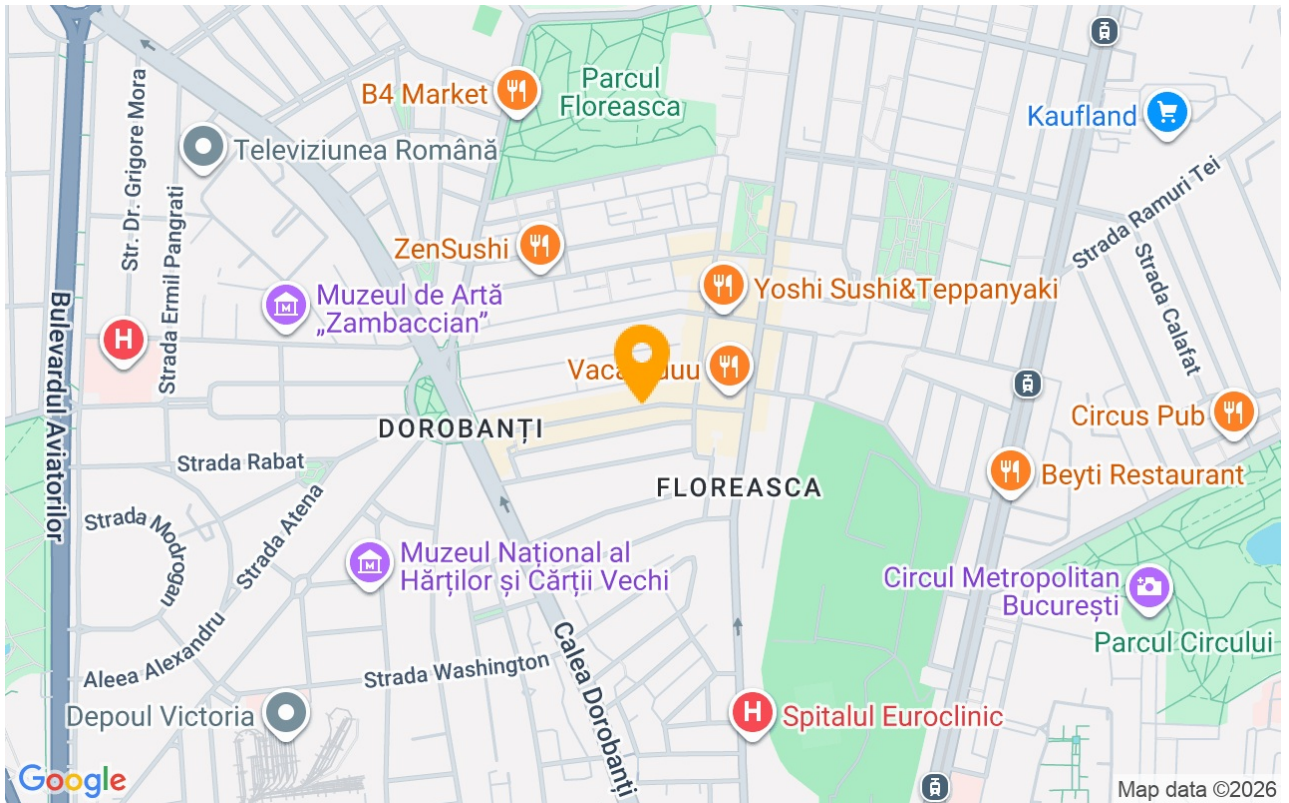 B4 Market
Parcul
Floreasca
Kaufland
Televiziunea Română
Str. Dr. Grigore Mora
Strada Ermil Pangrati
Strada Ramuri Tei
ZenSushi
Strada Calafat
Muzeul de Artă
„Zambaccian”
Yoshi Sushi&Teppanyaki
H
Bulevardul Aviatorilor
DOROBANȚI
Circus Pub
Strada Rabat
FLOREASCA
Beyti Restaurant
Strada Modrogan
Strada Atena
Muzeul Național al
Hărților și Cărții Vechi
Circul Metropolitan
București
Parcul Circului
Aleea Alexandru
Strada Washington
Calea Dorobanți
Depoul Victoria
H
Spitalul Euroclinic
Google
Map data ©2026